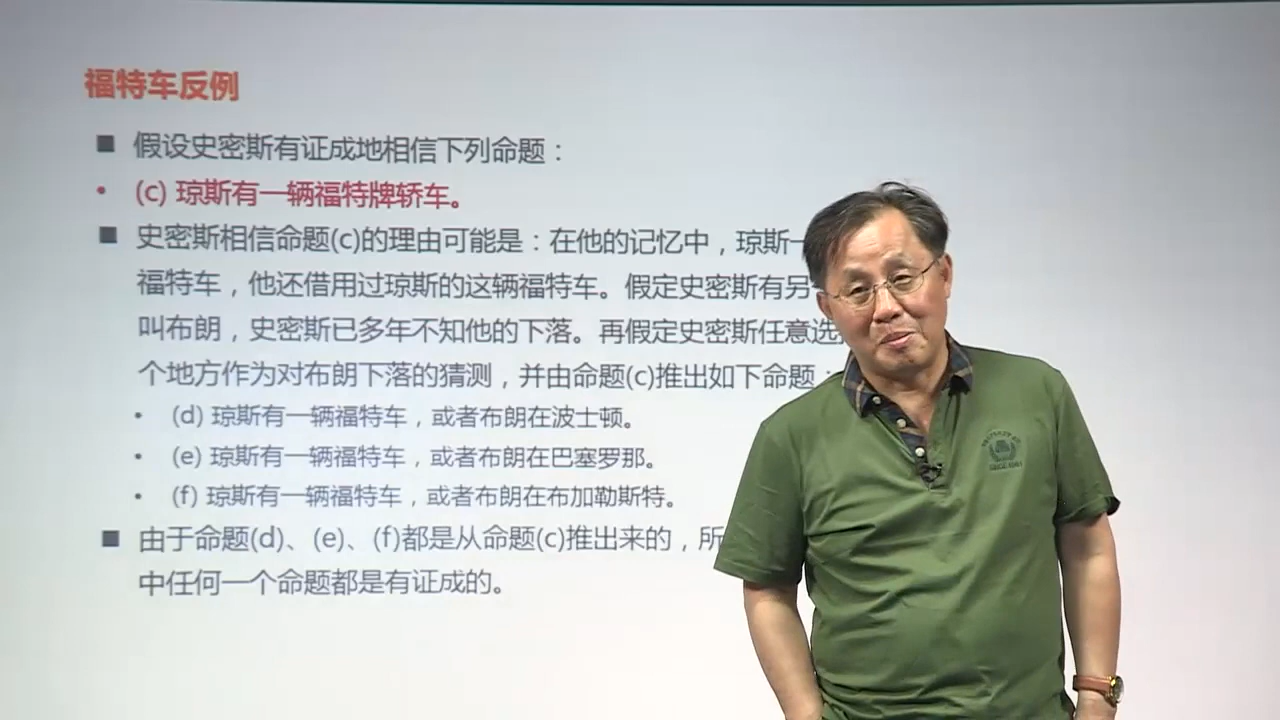 福特车反例
■ 假设史密斯有证成地相信下列命题：
• (c) 琼斯有一辆福特牌轿车。
■ 史密斯相信命题(c)的理由可能是：在他的记忆中，琼斯一
福特车，他还借用过琼斯的这辆福特车。假定史密斯有另
叫布朗，史密斯已多年不知他的下落。再假定史密斯任意选
个地方作为对布朗下落的猜测，并由命题(c)推出如下命题：
• (d) 琼斯有一辆福特车，或者布朗在波士顿。
• (e) 琼斯有一辆福特车，或者布朗在巴塞罗那。
• (f) 琼斯有一辆福特车，或者布朗在布加勒斯特。
■ 由于命题(d)、(e)、(f)都是从命题(c)推出来的，所
中任何一个命题都是有证成的。